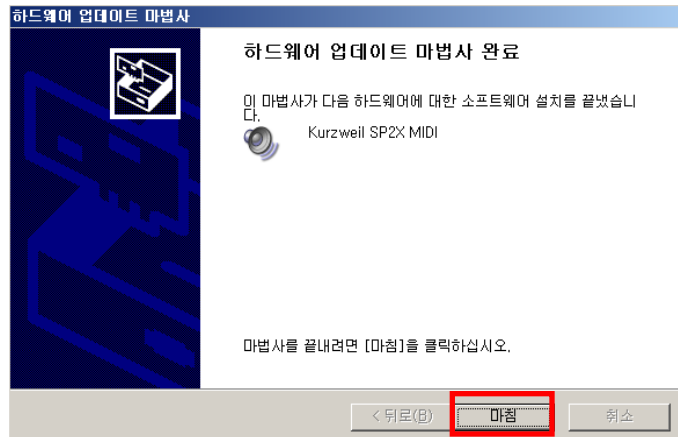 하드웨어 업데이트 마법사
하드웨어 업데이트 마법사 완료
이 마법사가 다음 하드웨어에 대한 소프트웨어 설치를 끝냈습니
다.
Kurzweil SP2X MIDI
마법사를 끝내려면 [마침]을 클릭하십시오.
< 뒤로(B) 마침 취소